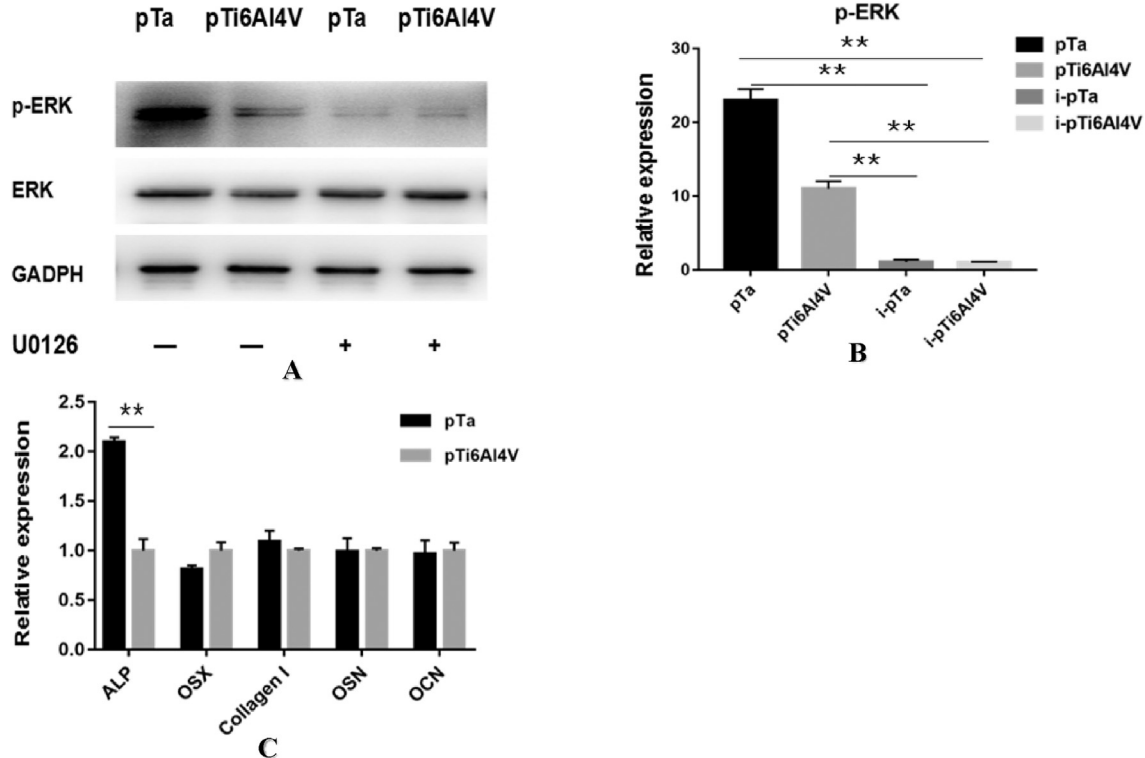 pTa pTi6Al4V pTa pTi6Al4V
p-ERK
ERK
GADPH
U0126 — — + +
A
p-ERK
Relative expression
30
20
10
0
**
**
**
**
pTa
pTi6Al4V
i-pTa
i-pTi6Al4V
pTa
pTi6Al4V
i-pTa
i-pTi6Al4V
B
Relative expression
2.5
2.0
1.5
1.0
0.5
0.0
**
pTa
pTi6Al4V
ALP
OSX
Collagen I
OSN
OCN
C